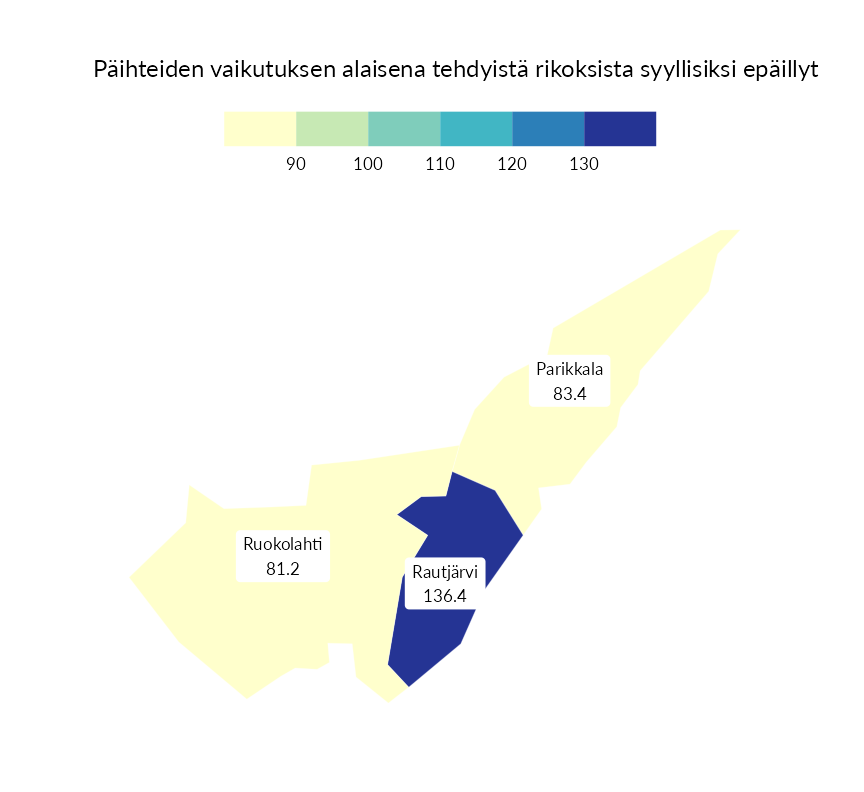 Päihteiden vaikutuksen alaisena tehdyistä rikoksista syyllisiksi epäillyt
90 100 110 120 130
Parikkala
83.4
Ruokolahti
81.2
Rautjärvi
136.4